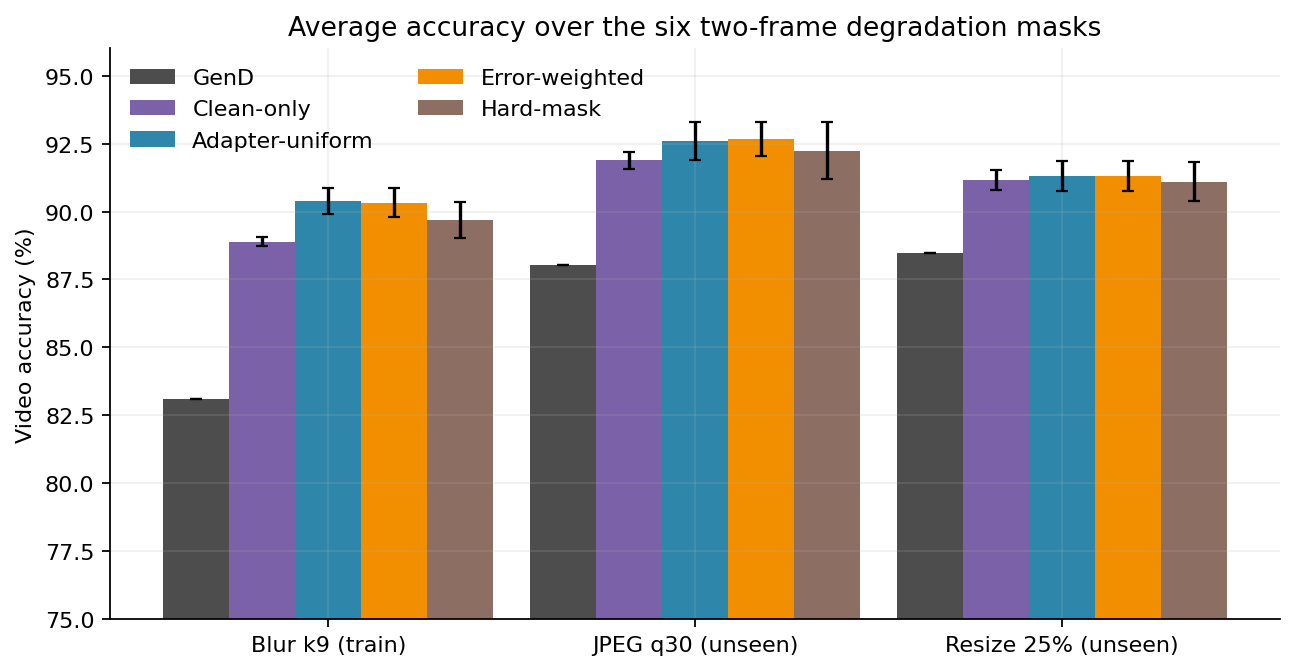 Average accuracy over the six two-frame degradation masks
GenD
Clean-only
Adapter-uniform
Error-weighted
Hard-mask
Video accuracy (%)
95.0
92.5
90.0
87.5
85.0
82.5
80.0
77.5
75.0
Blur k9 (train)
JPEG q30 (unseen)
Resize 25% (unseen)